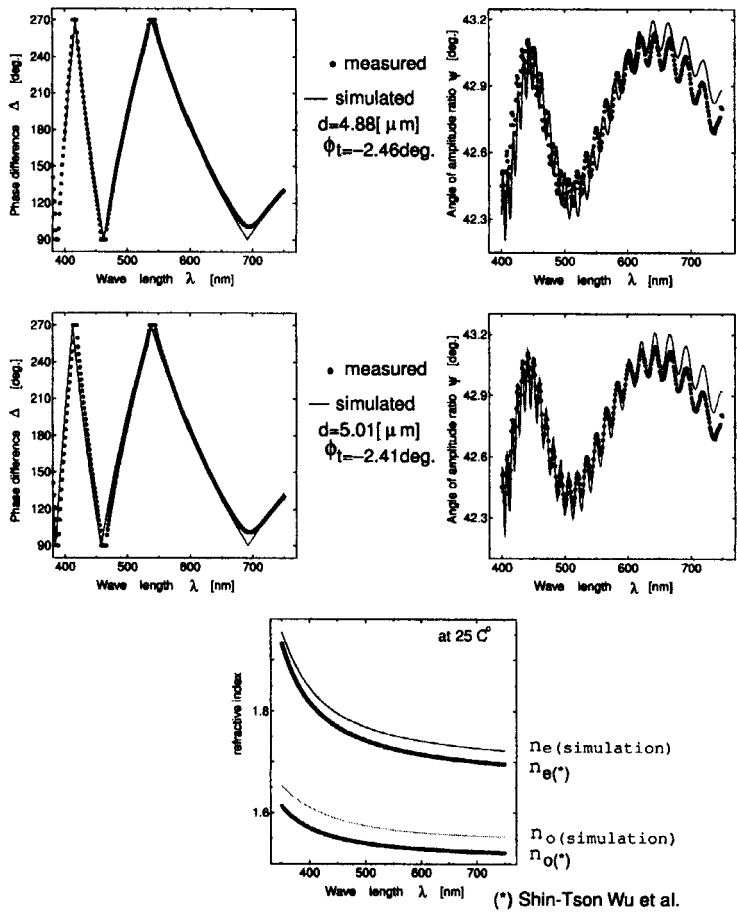 270
240
210
180
150
120
90
Phase difference Δ [deg.]
400 500 600 700
Wave length λ [nm]
• measured
— simulated
d=4.88[μm]
ϕt=−2.46deg.
43.2
42.9
42.6
42.3
Angle of amplitude ratio ψ [deg.]
400 500 600 700
Wave length λ [nm]
270
240
210
180
150
120
90
Phase difference Δ [deg.]
400 500 600 700
Wave length λ [nm]
• measured
— simulated
d=5.01[μm]
ϕt=−2.41deg.
43.2
42.9
42.6
42.3
Angle of amplitude ratio ψ [deg.]
400 500 600 700
Wave length λ [nm]
at 25 C°
refractive index
1.8
1.6
ne(simulation)
ne(*)
no(simulation)
no(*)
400 500 600 700
Wave length λ [nm]
(*) Shin-Tson Wu et al.